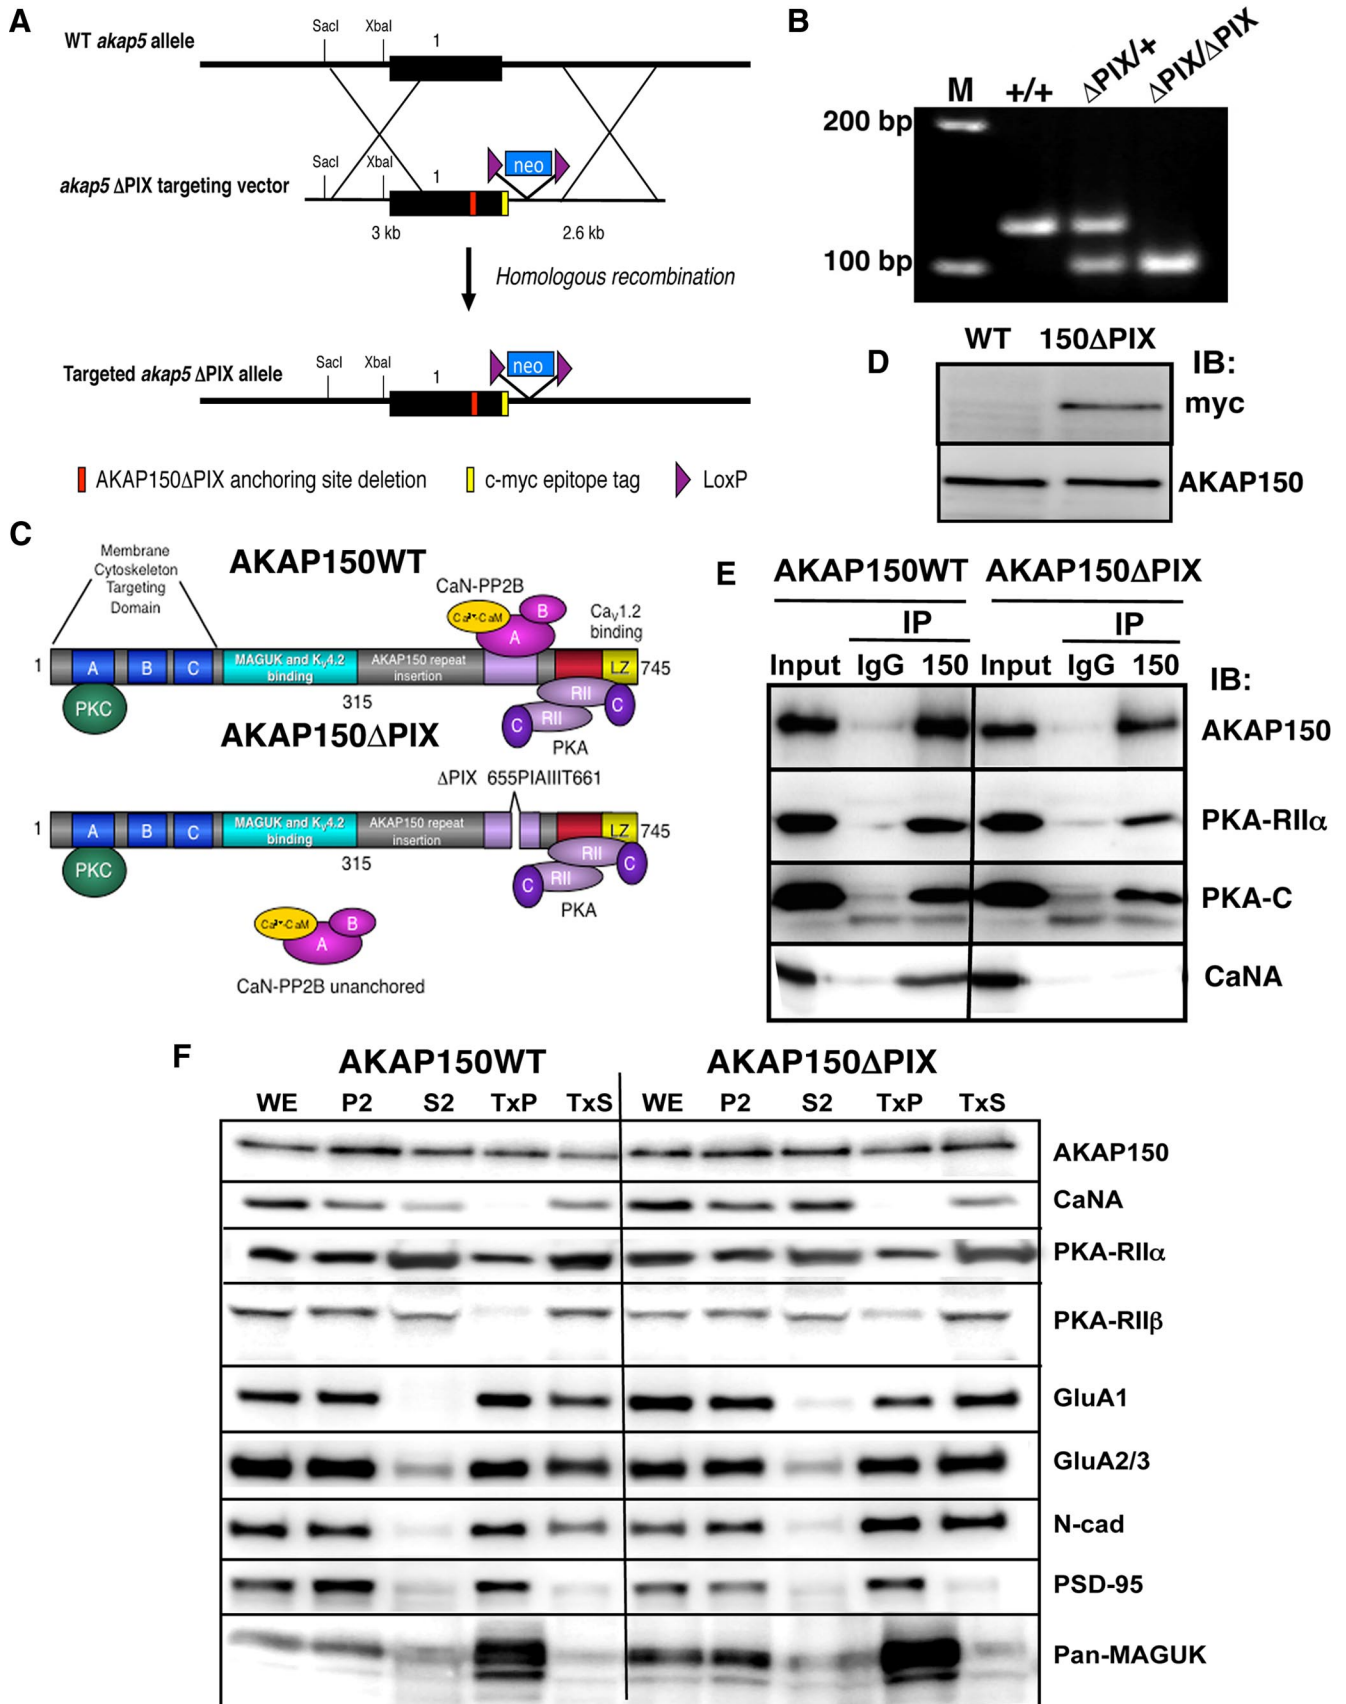 A
SacI XbaI 1
WT akap5 allele
SacI XbaI 1 neo
akap5 ΔPIX targeting vector
3 kb 2.6 kb
Homologous recombination
SacI XbaI 1 neo
Targeted akap5 ΔPIX allele
AKAP150ΔPIX anchoring site deletion c-myc epitope tag LoxP
B
M +/+ ΔPIX/+ ΔPIX/ΔPIX
200 bp
100 bp
C
Membrane
Cytoskeleton
Targeting
Domain
AKAP150WT
CaN-PP2B
Ca²⁺-CaM A B
CaV1.2
binding
1 A B C MAGUK and KV4.2
binding
AKAP150 repeat
insertion
LZ 745
PKC
315
RII C
C RII
PKA
AKAP150ΔPIX
ΔPIX 655PIAIIIT661
1 A B C MAGUK and KV4.2
binding
AKAP150 repeat
insertion
LZ 745
PKC
315
RII C
C RII
PKA
Ca²⁺-CaM A B
CaN-PP2B unanchored
D
WT 150ΔPIX
IB:
myc
AKAP150
E
AKAP150WT AKAP150ΔPIX
IP IP
Input IgG 150 Input IgG 150
IB:
AKAP150
PKA-RIIα
PKA-C
CaNA
F
AKAP150WT AKAP150ΔPIX
WE P2 S2 TxP TxS WE P2 S2 TxP TxS
AKAP150
CaNA
PKA-RIIα
PKA-RIIβ
GluA1
GluA2/3
N-cad
PSD-95
Pan-MAGUK